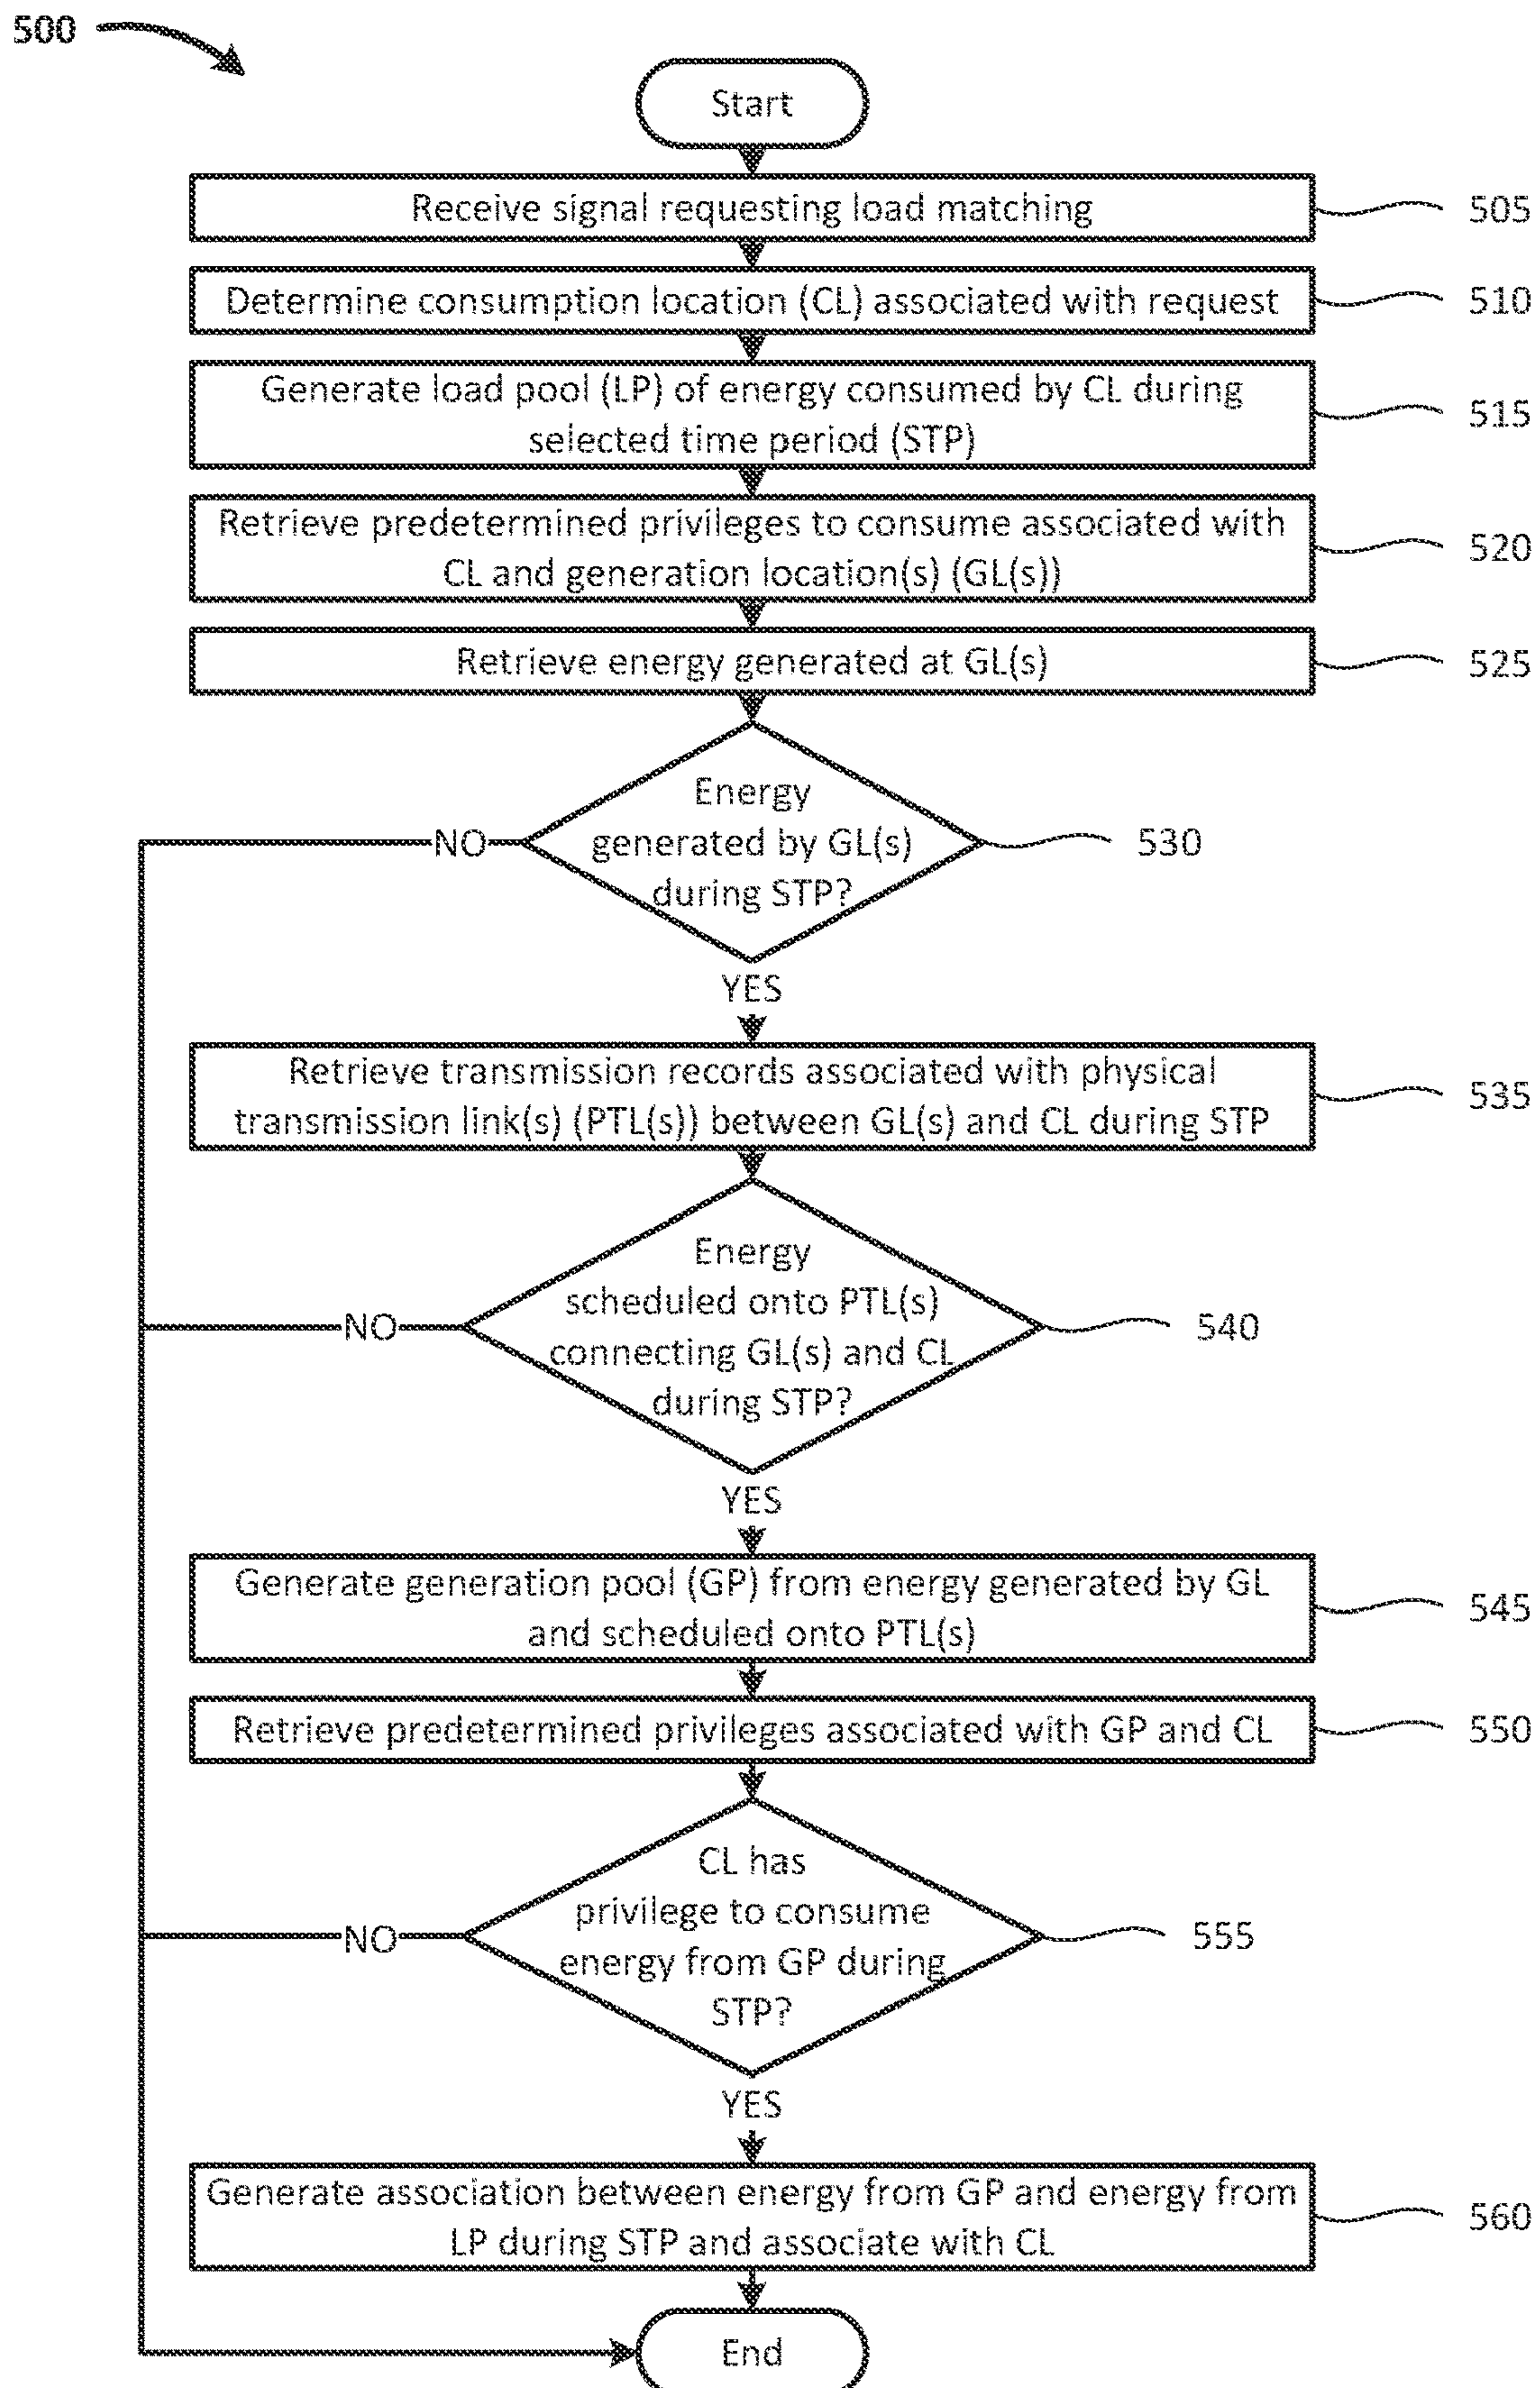 500
Start
Receive signal requesting load matching
505
Determine consumption location (CL) associated with request
510
Generate load pool (LP) of energy consumed by CL during
selected time period (STP)
515
Retrieve predetermined privileges to consume associated with
CL and generation location(s) (GL(s))
520
Retrieve energy generated at GL(s)
525
Energy
generated by GL(s)
during STP?
530
NO
YES
Retrieve transmission records associated with physical
transmission link(s) (PTL(s)) between GL(s) and CL during STP
535
Energy
scheduled onto PTL(s)
connecting GL(s) and CL
during STP?
540
NO
YES
Generate generation pool (GP) from energy generated by GL
and scheduled onto PTL(s)
545
Retrieve predetermined privileges associated with GP and CL
550
CL has
privilege to consume
energy from GP during
STP?
555
NO
YES
Generate association between energy from GP and energy from
LP during STP and associate with CL
560
End